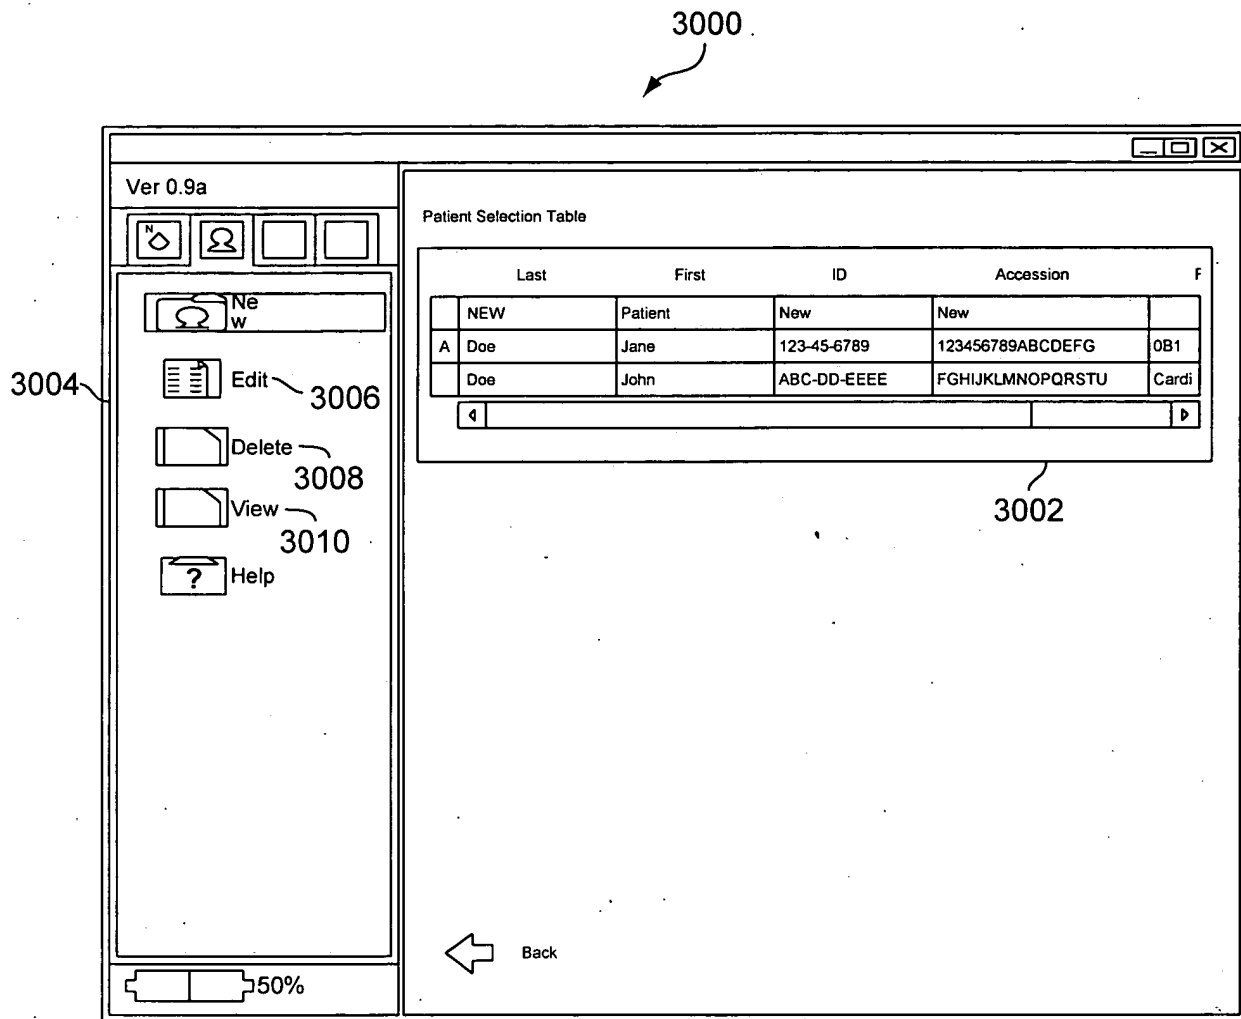 3000
Ver 0.9a
N
New
Edit
3004
3006
Delete
3008
View
3010
? Help
50%
Patient Selection Table
Last First ID Accession F
NEW Patient New New
A Doe Jane 123-45-6789 123456789ABCDEFG 0B1
Doe John ABC-DD-EEEE FGHIJKLMNOPQRSTU Cardi
3002
Back